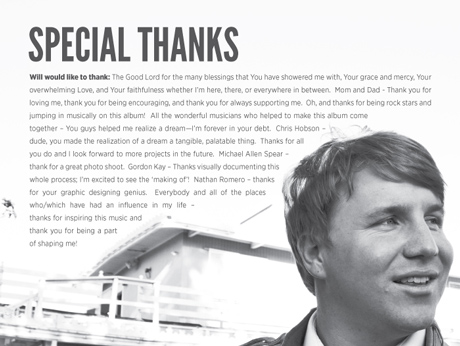 SPECIAL THANKS
Will would like to thank: The Good Lord for the many blessings that You have showered me with, Your grace and mercy, Your
overwhelming Love, and Your faithfulness whether I'm here, there, or everywhere in between. Mom and Dad - Thank you for
loving me, thank you for being encouraging, and thank you for always supporting me. Oh, and thanks for being rock stars and
jumping in musically on this album! All the wonderful musicians who helped to make this album come
together – You guys helped me realize a dream—I'm forever in your debt. Chris Hobson –
dude, you made the realization of a dream a tangible, palatable thing. Thanks for all
you do and I look forward to more projects in the future. Michael Allen Spear –
thank for a great photo shoot. Gordon Kay – Thanks visually documenting this
whole process; I'm excited to see the 'making of'! Nathan Romero – thanks
for your graphic designing genius. Everybody and all of the places
who/which have had an influence in my life –
thanks for inspiring this music and
thank you for being a part
of shaping me!